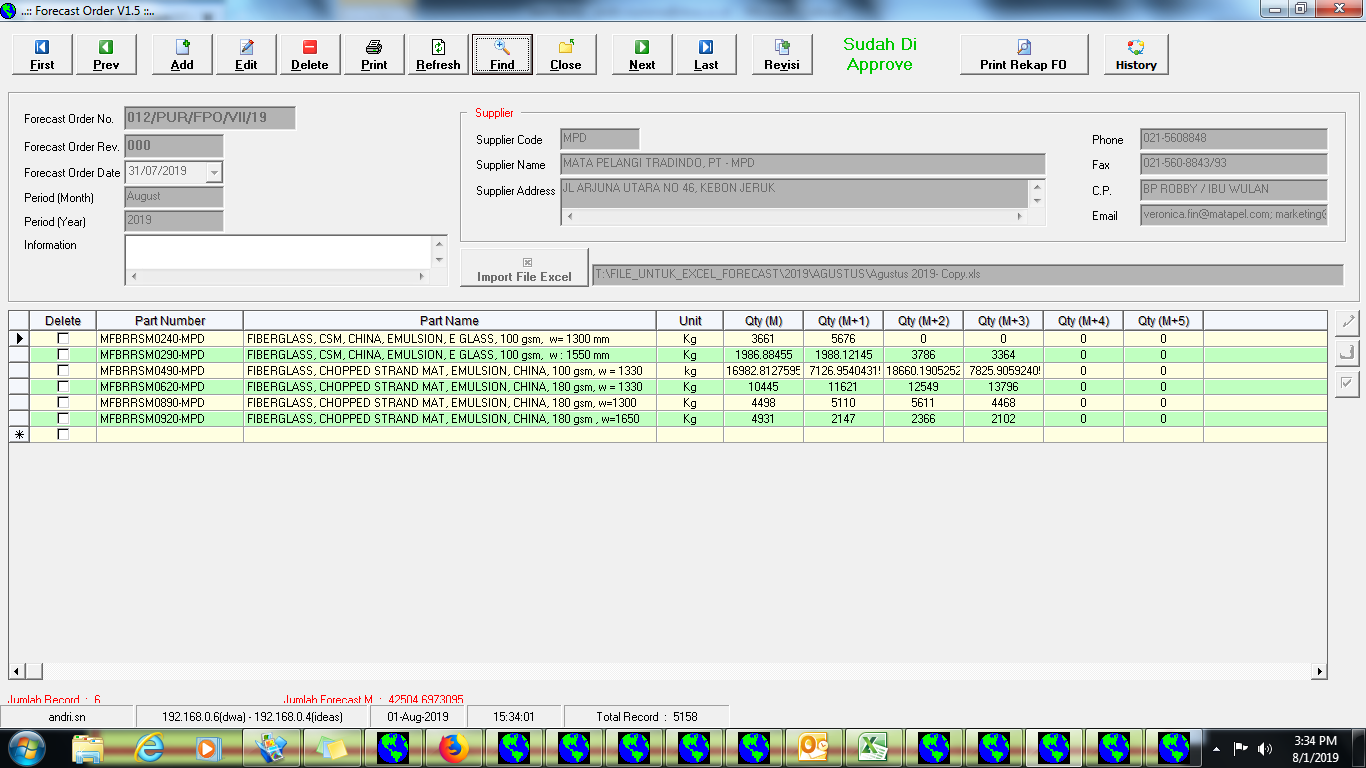 ..:: Forecast Order V1.5 ::..
First Prev Add Edit Delete Print Refresh Find Close Next Last Revisi Sudah Di Approve Print Rekap FO History
Forecast Order No. 012/PUR/FPO/VII/19
Forecast Order Rev. 000
Forecast Order Date 31/07/2019
Period (Month) August
Period (Year) 2019
Information
Supplier
Supplier Code MPD
Supplier Name MATA PELANGI TRADINDO, PT - MPD
Supplier Address JL ARJUNA UTARA NO 46, KEBON JERUK
Phone 021-5608848
Fax 021-560-8843/93
C.P. BP ROBBY / IBU WULAN
Email veronica.fin@matapel.com; marketing@
Import File Excel T:\FILE_UNTUK_EXCEL_FORECAST\2019\AGUSTUS\Agustus 2019- Copy.xls
Delete Part Number Part Name Unit Qty (M) Qty (M+1) Qty (M+2) Qty (M+3) Qty (M+4) Qty (M+5)
MFBRRSM0240-MPD FIBERGLASS, CSM, CHINA, EMULSION, E GLASS, 100 gsm, w= 1300 mm Kg 3661 5676 0 0 0 0
MFBRRSM0290-MPD FIBERGLASS, CSM, CHINA, EMULSION, E GLASS, 100 gsm, w : 1550 mm Kg 1986.88455 1988.12145 3786 3364 0 0
MFBRRSM0490-MPD FIBERGLASS, CHOPPED STRAND MAT, EMULSION, CHINA, 100 gsm, w = 1330 kg 16982.8127595 7126.9540431 18660.1905252 7825.9059240 0 0
MFBRRSM0620-MPD FIBERGLASS, CHOPPED STRAND MAT, EMULSION, CHINA, 180 gsm, w = 1330 Kg 10445 11621 12549 13796 0 0
MFBRRSM0890-MPD FIBERGLASS, CHOPPED STRAND MAT, EMULSION, CHINA, 180 gsm, w=1300 Kg 4498 5110 5611 4468 0 0
MFBRRSM0920-MPD FIBERGLASS, CHOPPED STRAND MAT, EMULSION, CHINA, 180 gsm , w=1650 Kg 4931 2147 2366 2102 0 0
Jumlah Record : 6 Jumlah Forecast M : 42504.6973095
andri.sn 192.168.0.6(dwa) - 192.168.0.4(ideas) 01-Aug-2019 15:34:01 Total Record : 5158
3:34 PM
8/1/2019